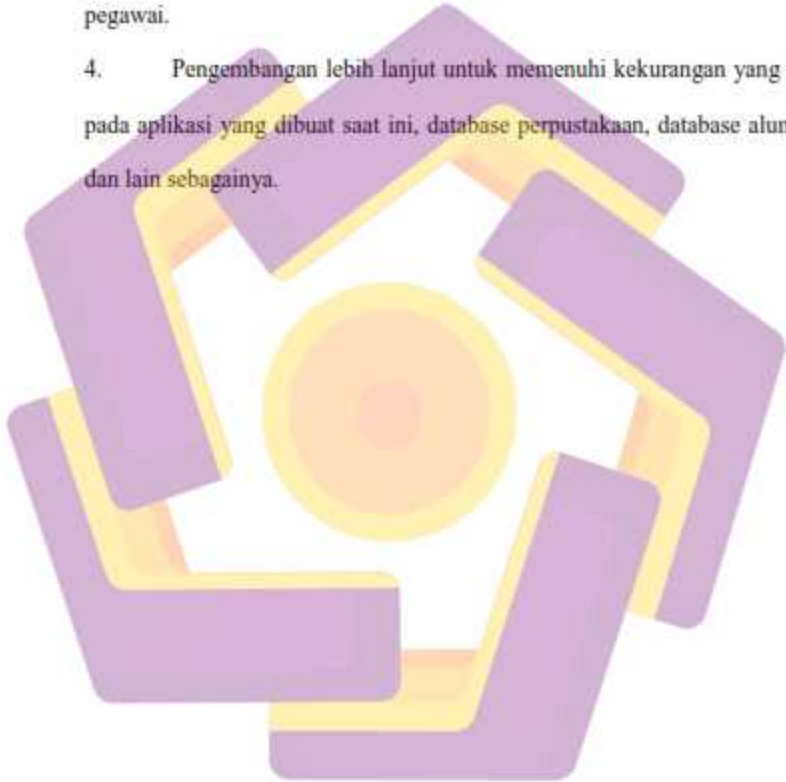 pegawai.
4. Pengembangan lebih lanjut untuk memenuhi kekurangan yang
pada aplikasi yang dibuat saat ini, database perpustakaan, database
dan lain sebagainya.